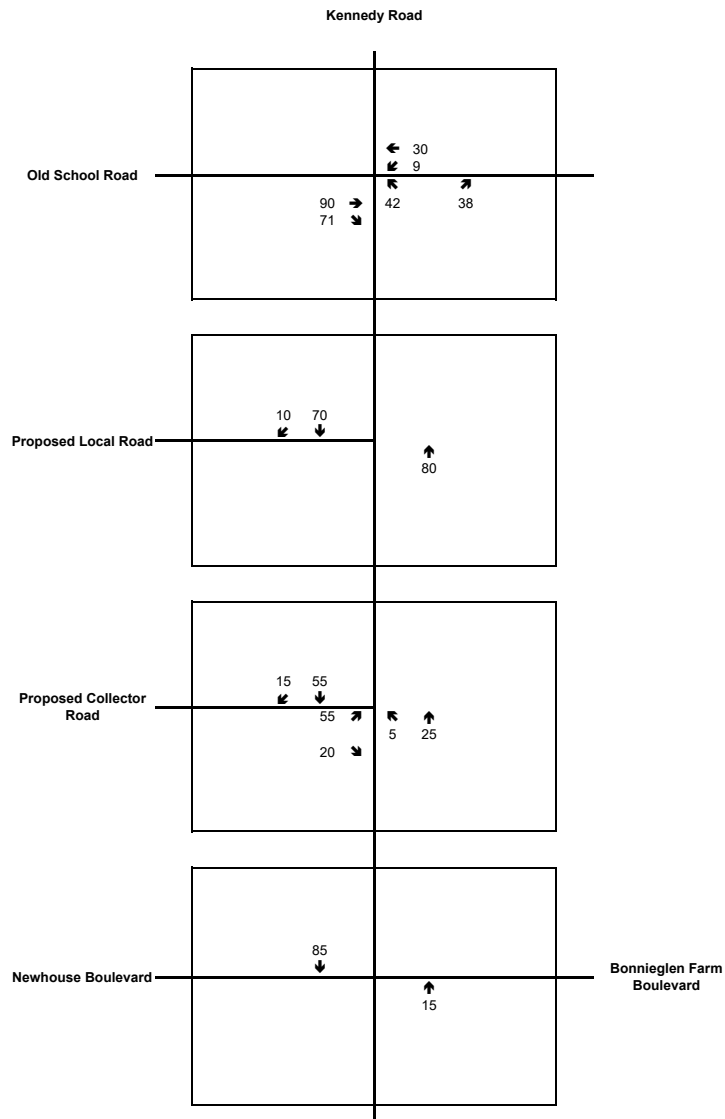 Kennedy Road
30
Old School Road
9
90
42
38
71
10
70
Proposed Local Road
80
15
55
Proposed Collector
Road
55
5
25
20
85
Newhouse Boulevard
Bonnieglen Farm
Boulevard
15